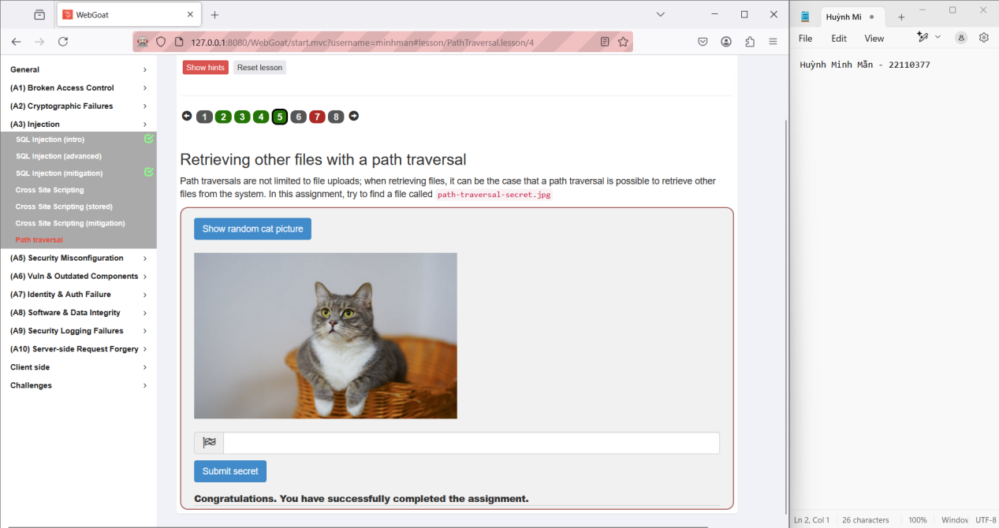 WebGoat
127.0.0.1:8080/WebGoat/start.mvc?username=minhman#lesson/PathTraversal.lesson/4
General
(A1) Broken Access Control
(A2) Cryptographic Failures
(A3) Injection
SQL Injection (intro)
SQL Injection (advanced)
SQL Injection (mitigation)
Cross Site Scripting
Cross Site Scripting (stored)
Cross Site Scripting (mitigation)
Path traversal
(A5) Security Misconfiguration
(A6) Vuln & Outdated Components
(A7) Identity & Auth Failure
(A8) Software & Data Integrity
(A9) Security Logging Failures
(A10) Server-side Request Forgery
Client side
Challenges
Show hints Reset lesson
1 2 3 4 5 6 7 8
Retrieving other files with a path traversal
Path traversals are not limited to file uploads; when retrieving files, it can be the case that a path traversal is possible to retrieve other
files from the system. In this assignment, try to find a file called path-traversal-secret.jpg
Show random cat picture
Submit secret
Congratulations. You have successfully completed the assignment.
Huỳnh Mi
File Edit View
Huỳnh Minh Mẫn - 22110377
Ln 2, Col 1 26 characters 100% Window UTF-8